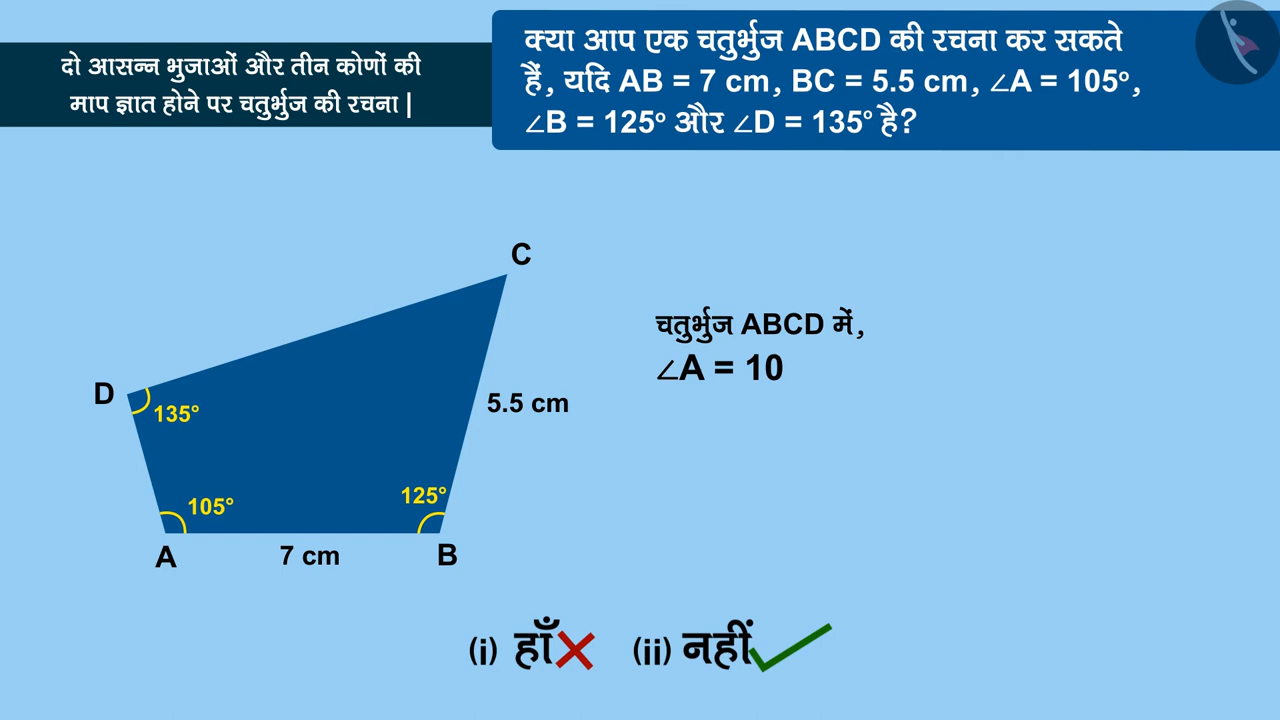 दो आसन्न भुजाओं और तीन कोणों की
माप ज्ञात होने पर चतुर्भुज की रचना |
क्या आप एक चतुर्भुज ABCD की रचना कर सकते
हैं, यदि AB = 7 cm, BC = 5.5 cm, ∠A = 105°,
∠B = 125° और ∠D = 135° है?
C
चतुर्भुज ABCD में,
∠A = 10
D
135°
5.5 cm
125°
105°
A
7 cm
B
(i) हाँ (ii) नहीं